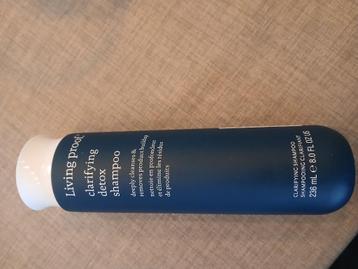 Living proof.
clarifying
detox
shampoo
deeply cleanses &
removes product buildup
nettoie en profondeur
et élimine les résidus
de produits
CLARIFYING SHAMPOO
SHAMPOOING CLARIFIANT
236 mL e 8.0 FL OZ US